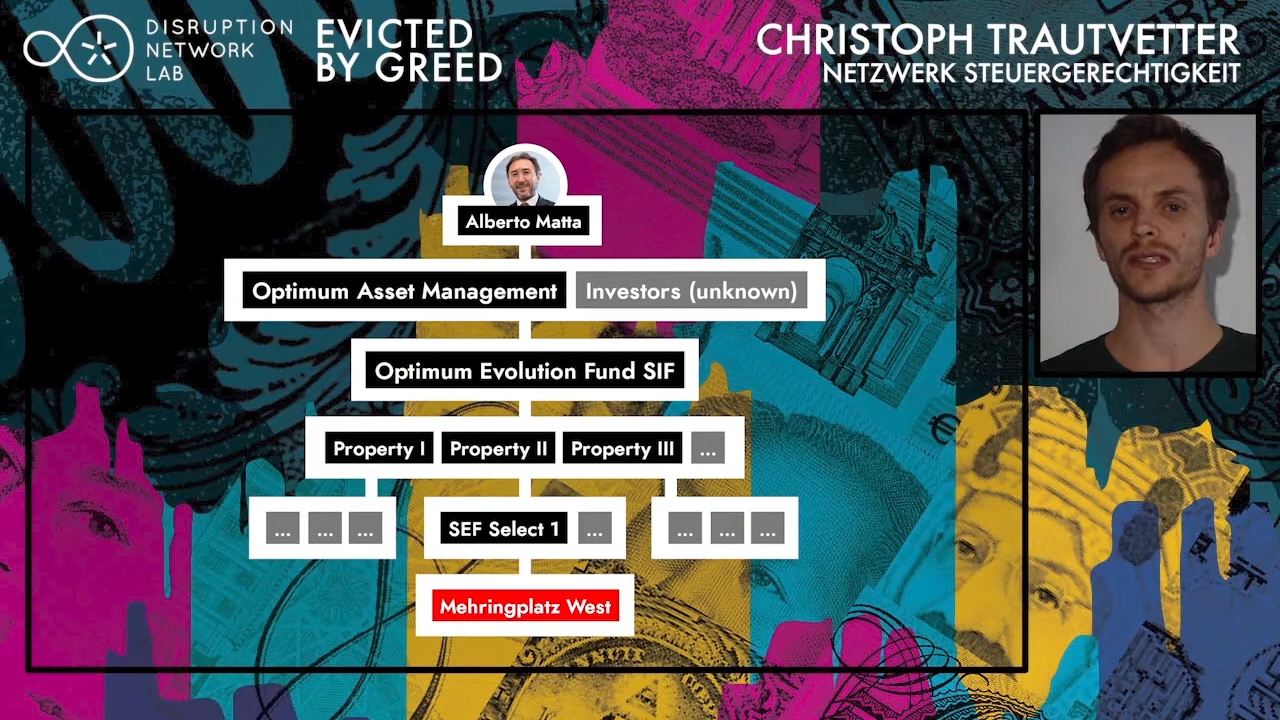 DISRUPTION
NETWORK
LAB
EVICTED
BY GREED
CHRISTOPH TRAUTVETTER
NETZWERK STEUERGERECHTIGKEIT
Alberto Matta
Optimum Asset Management Investors (unknown)
Optimum Evolution Fund SIF
Property I Property II Property III ...
... ... ... SEF Select 1 ... ... ... ...
Mehringplatz West